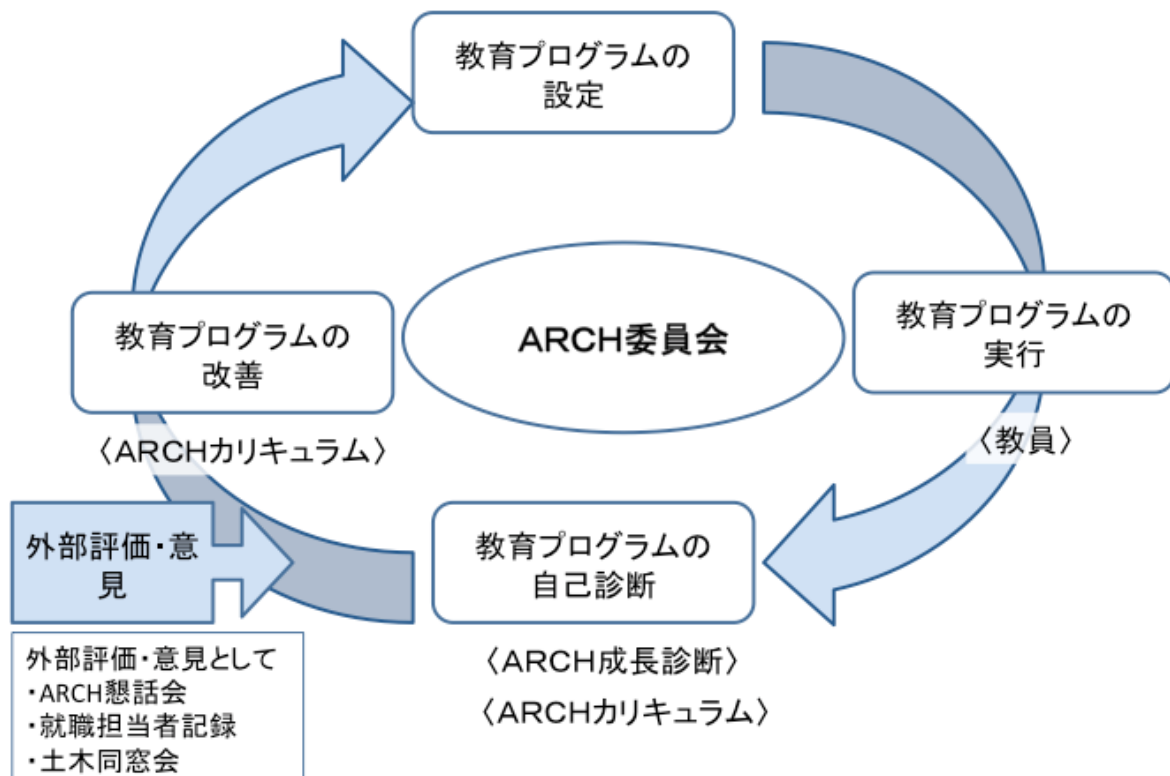 教育プログラムの
設定
教育プログラムの
改善
ARCH委員会
教育プログラムの
実行
〈ARCHカリキュラム〉
〈教員〉
外部評価・意
見
教育プログラムの
自己診断
外部評価・意見として
・ARCH懇話会
・就職担当者記録
・土木同窓会
〈ARCH成長診断〉
〈ARCHカリキュラム〉